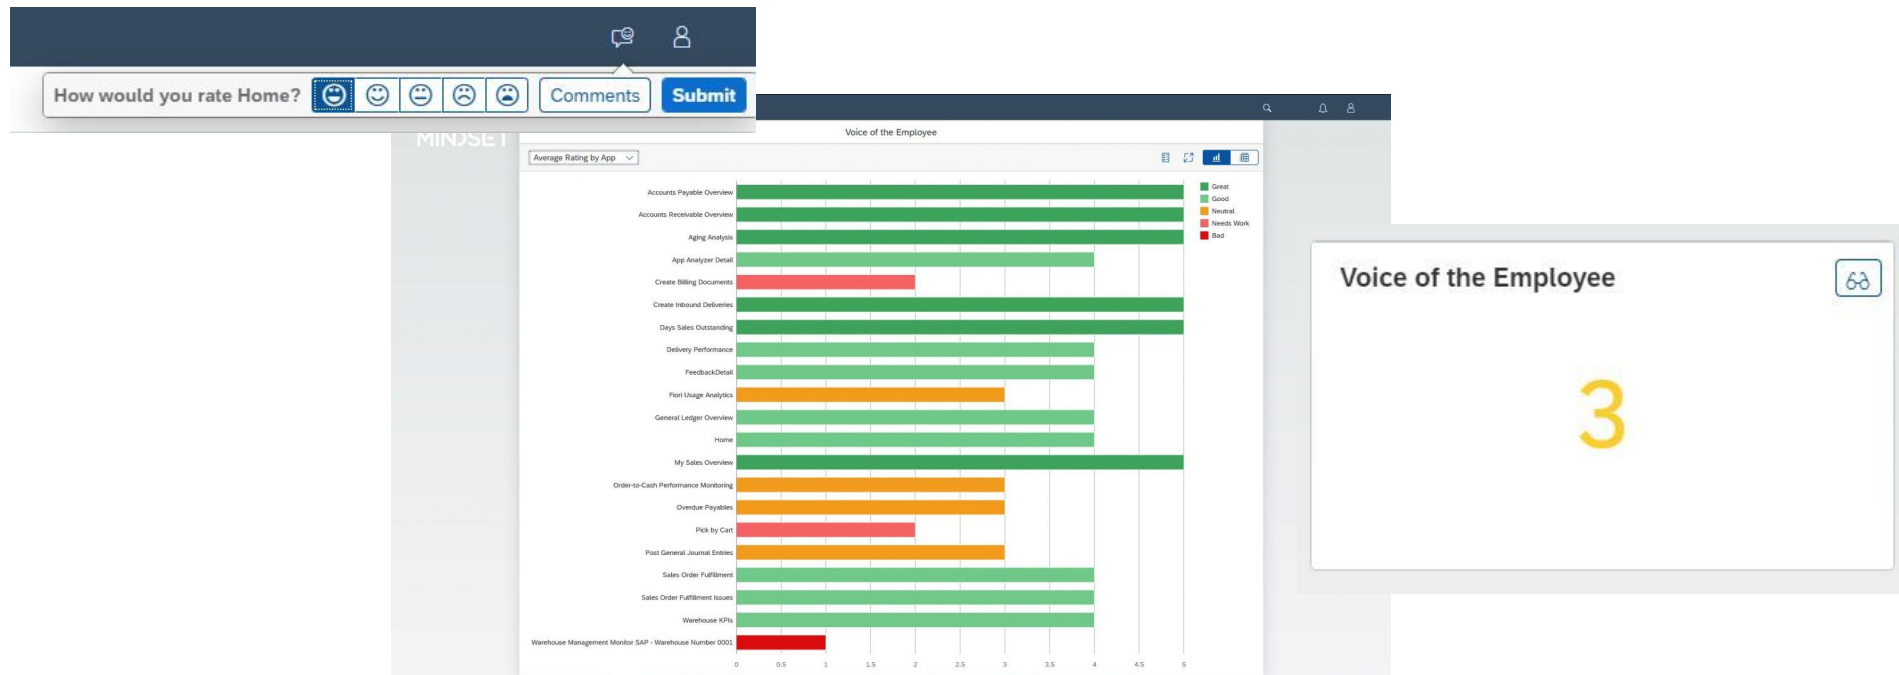 How would you rate Home?
Comments
Submit
MINDSET
Voice of the Employee
Average Rating by App
Accounts Payable Overview
Accounts Receivable Overview
Aging Analysis
App Analyzer Detail
Create Billing Documents
Create Inbound Deliveries
Days Sales Outstanding
Delivery Performance
FeedbackDetail
Fiori Usage Analytics
General Ledger Overview
Home
My Sales Overview
Order-to-Cash Performance Monitoring
Overdue Payables
Pick by Cart
Post General Journal Entries
Sales Order Fulfillment
Sales Order Fulfillment Issues
Warehouse KPIs
Warehouse Management Monitor SAP - Warehouse Number 0001
0 0.5 1 1.5 2 2.5 3 3.5 4 4.5 5
Great
Good
Neutral
Needs Work
Bad
Voice of the Employee
3